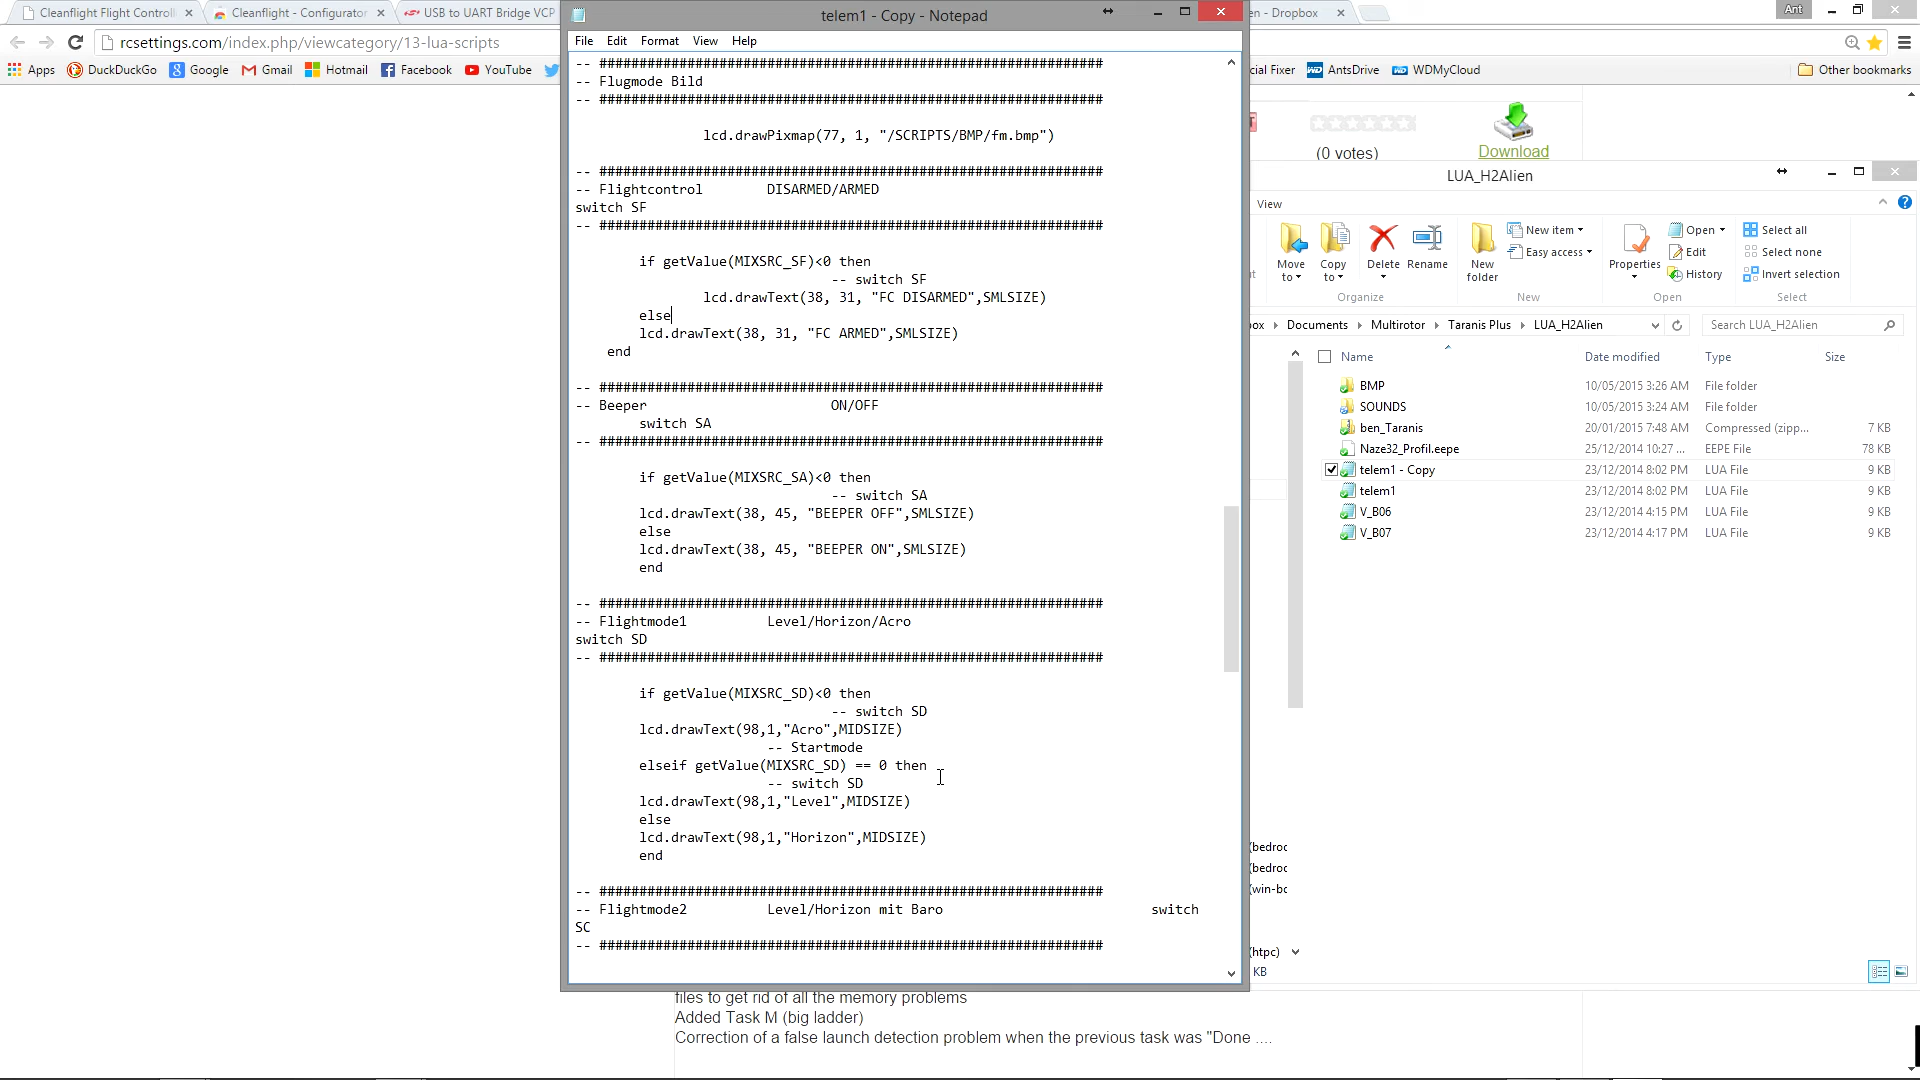 Cleanflight Flight Controll
Cleanflight - Configurator
USB to UART Bridge VCP
telem1 - Copy - Notepad
en - Dropbox
Ant
rcsettings.com/index.php/viewcategory/13-lua-scripts
File Edit Format View Help
Apps DuckDuckGo Google Gmail Hotmail Facebook YouTube
cial Fixer AntsDrive WDMyCloud Other bookmarks
-- ###############################################################
-- Flugmode Bild
-- ###############################################################
lcd.drawPixmap(77, 1, "/SCRIPTS/BMP/fm.bmp")
-- ###############################################################
-- Flightcontrol DISARMED/ARMED
switch SF
-- ###############################################################
if getValue(MIXSRC_SF)<0 then
-- switch SF
lcd.drawText(38, 31, "FC DISARMED",SMLSIZE)
else
lcd.drawText(38, 31, "FC ARMED",SMLSIZE)
end
-- ###############################################################
-- Beeper ON/OFF
switch SA
-- ###############################################################
if getValue(MIXSRC_SA)<0 then
-- switch SA
lcd.drawText(38, 45, "BEEPER OFF",SMLSIZE)
else
lcd.drawText(38, 45, "BEEPER ON",SMLSIZE)
end
-- ###############################################################
-- Flightmode1 Level/Horizon/Acro
switch SD
-- ###############################################################
if getValue(MIXSRC_SD)<0 then
-- switch SD
lcd.drawText(98,1,"Acro",MIDSIZE)
-- Startmode
elseif getValue(MIXSRC_SD) == 0 then
-- switch SD
lcd.drawText(98,1,"Level",MIDSIZE)
else
lcd.drawText(98,1,"Horizon",MIDSIZE)
end
-- ###############################################################
-- Flightmode2 Level/Horizon mit Baro switch
SC
-- ###############################################################
(0 votes)
Download
LUA_H2Alien
View
Move to
Copy to
Delete
Rename
New folder
New item
Easy access
Properties
Open
Edit
History
Select all
Select none
Invert selection
Organize New Open Select
box Documents Multirotor Taranis Plus LUA_H2Alien Search LUA_H2Alien
Name Date modified Type Size
BMP 10/05/2015 3:26 AM File folder
SOUNDS 10/05/2015 3:24 AM File folder
ben_Taranis 20/01/2015 7:48 AM Compressed (zipp... 7 KB
Naze32_Profil.eepe 25/12/2014 10:27 ... EEPE File 78 KB
telem1 - Copy 23/12/2014 8:02 PM LUA File 9 KB
telem1 23/12/2014 8:02 PM LUA File 9 KB
V_B06 23/12/2014 4:15 PM LUA File 9 KB
V_B07 23/12/2014 4:17 PM LUA File 9 KB
(bedroo
(bedroo
(win-bo
(htpc)
KB
files to get rid of all the memory problems
Added Task M (big ladder)
Correction of a false launch detection problem when the previous task was "Done ....